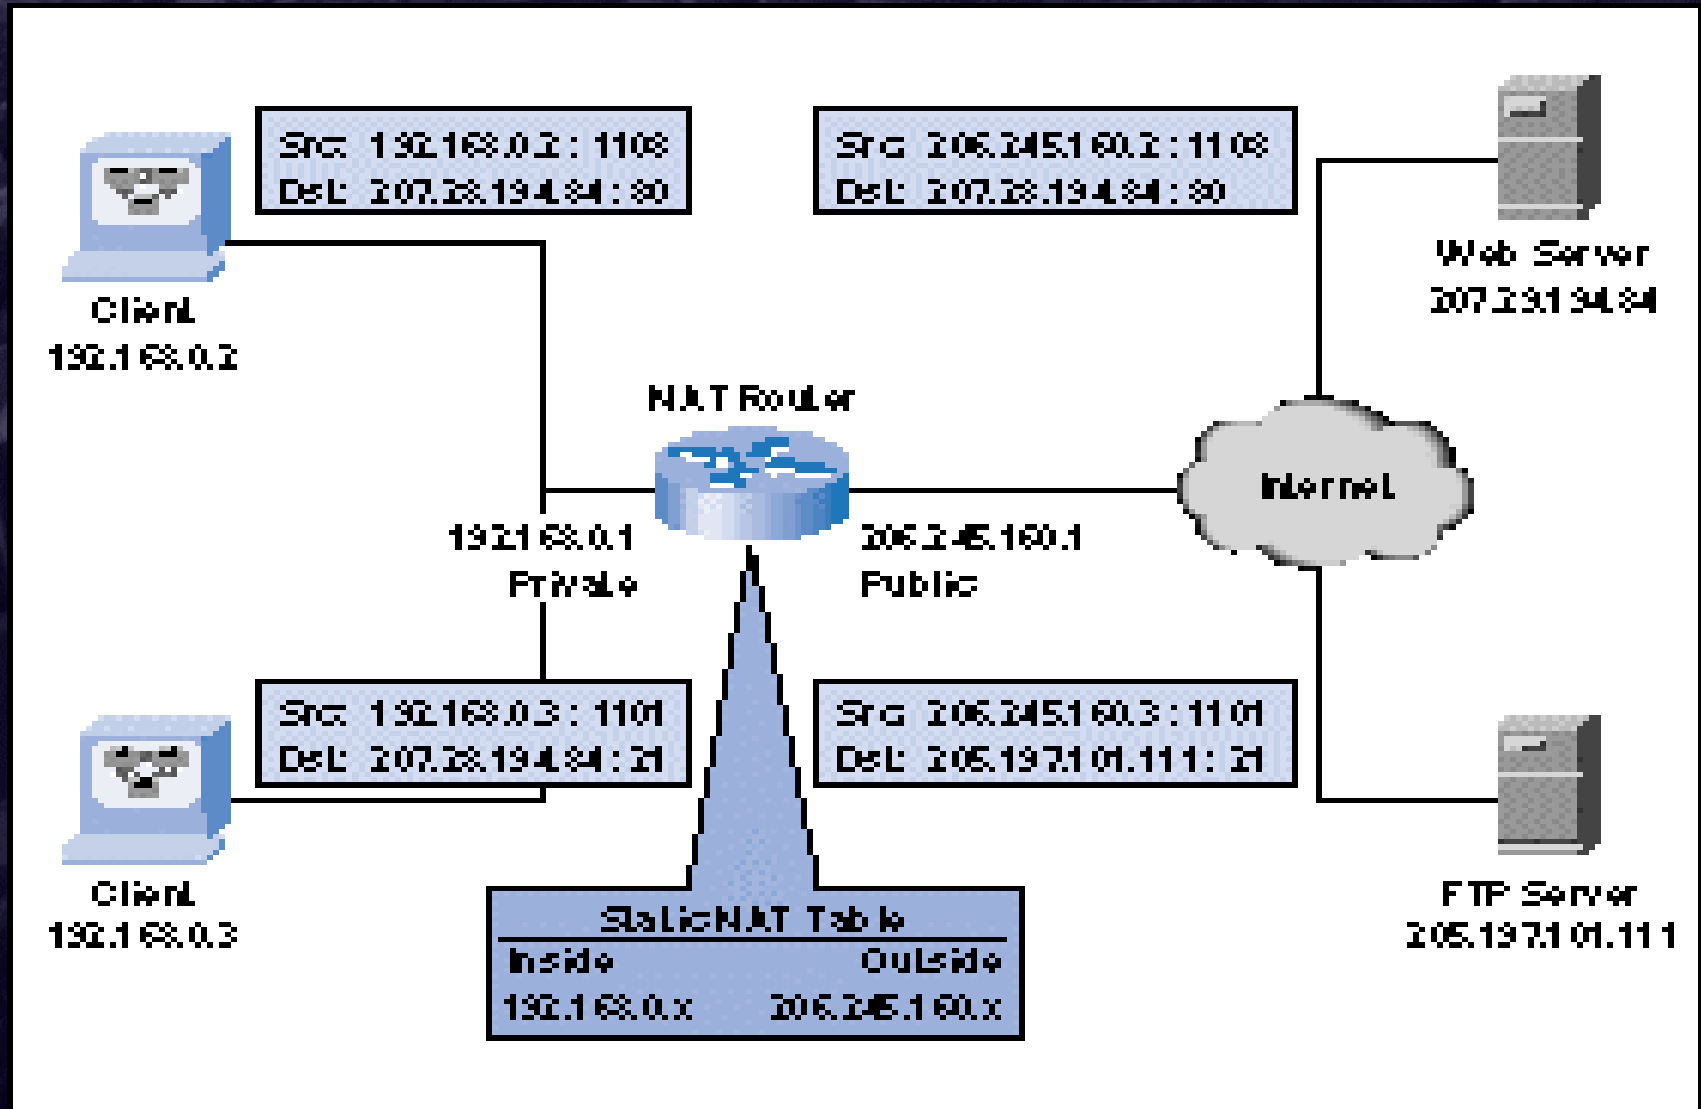 Src: 192.168.0.2 : 1108
Dst: 207.28.194.84 : 80
Src: 206.245.160.2 : 1108
Dst: 207.28.194.84 : 80
Client
192.168.0.2
Web Server
207.29.194.84
NAT Router
Internet
192.168.0.1
Private
206.245.160.1
Public
Src: 192.168.0.3 : 1101
Dst: 207.28.194.84 : 21
Src: 206.245.160.3 : 1101
Dst: 205.197.101.111 : 21
Client
192.168.0.3
FTP Server
205.197.101.111
Static NAT Table
Inside Outside
192.168.0.x 206.245.160.x